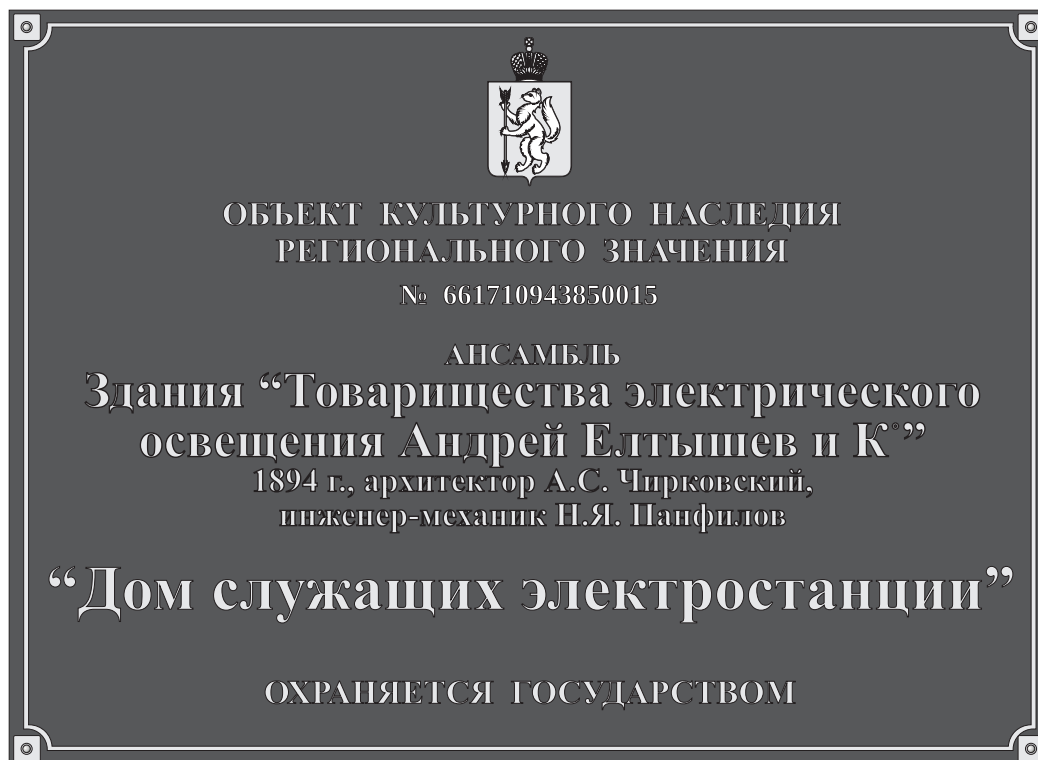 ОБЪЕКТ КУЛЬТУРНОГО НАСЛЕДИЯ
РЕГИОНАЛЬНОГО ЗНАЧЕНИЯ
№ 661710943850015
АНСАМБЛЬ
Здания “Товарищества электрического
освещения Андрей Елтышев и К°”
1894 г., архитектор А.С. Чирковский,
инженер-механик Н.Я. Панфилов
“Дом служащих электростанции”
ОХРАНЯЕТСЯ ГОСУДАРСТВОМ